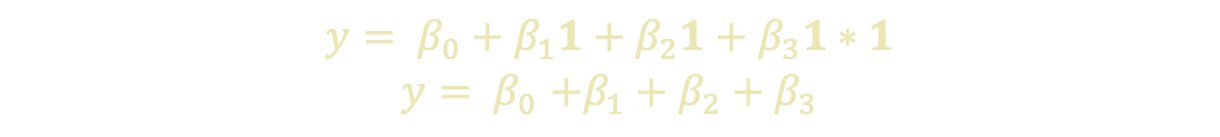 y = β₀ + β₁1 + β₂1 + β₃1 * 1
y = β₀ + β₁ + β₂ + β₃